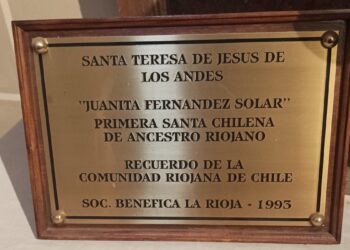 SANTA TERESA DE JESUS DE
LOS ANDES
"JUANITA FERNANDEZ SOLAR"
PRIMERA SANTA CHILENA
DE ANCESTRO RIOJANO
RECUERDO DE LA
COMUNIDAD RIOJANA DE CHILE
SOC. BENEFICA LA RIOJA - 1993